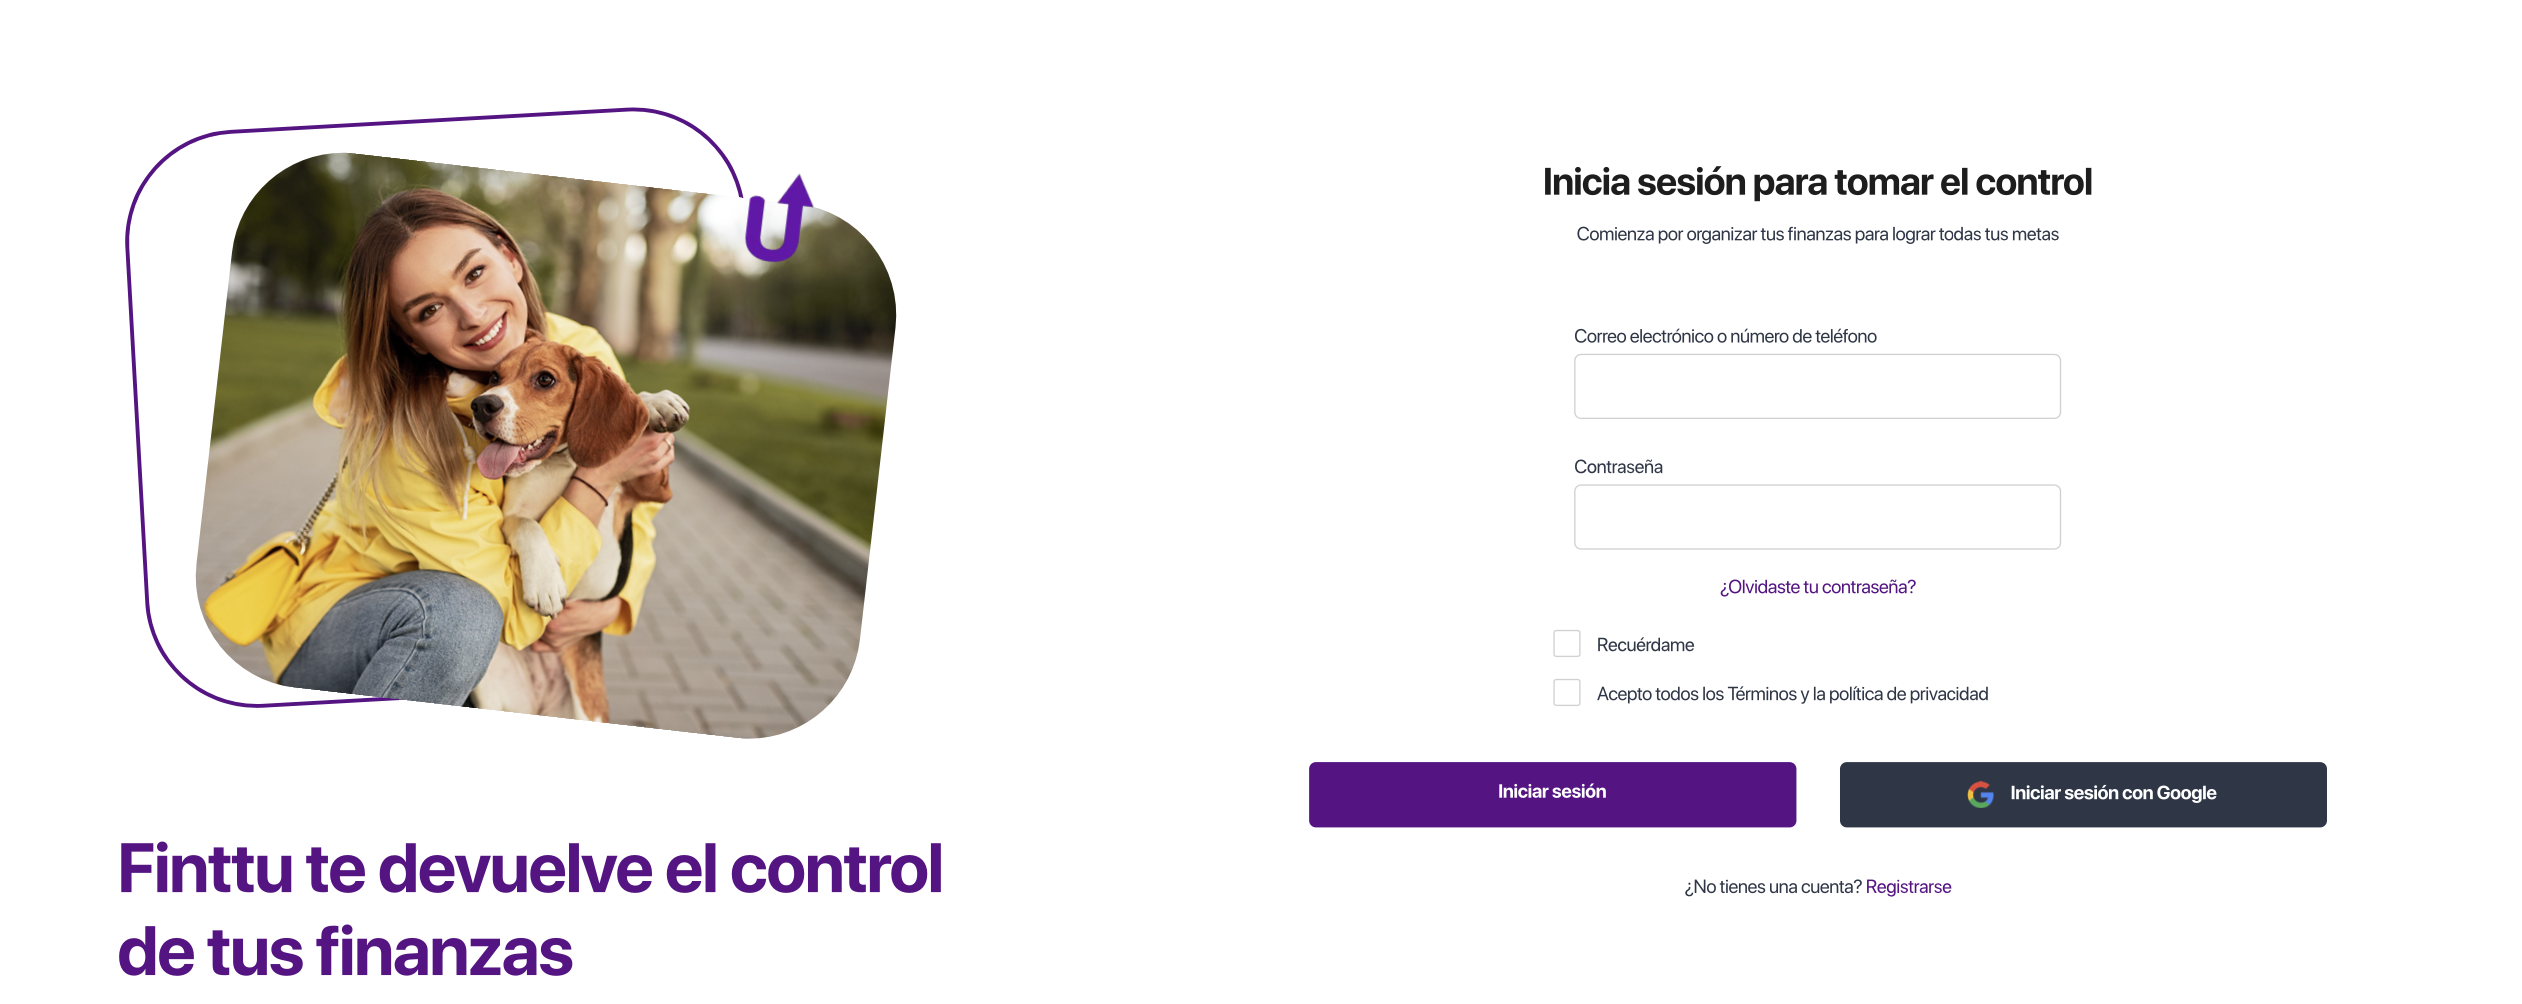 Finttu te devuelve el control
de tus finanzas
Inicia sesión para tomar el control
Comienza por organizar tus finanzas para lograr todas tus metas
Correo electrónico o número de teléfono
Contraseña
¿Olvidaste tu contraseña?
Recuérdame
Acepto todos los Términos y la política de privacidad
Iniciar sesión
Iniciar sesión con Google
¿No tienes una cuenta? Registrarse